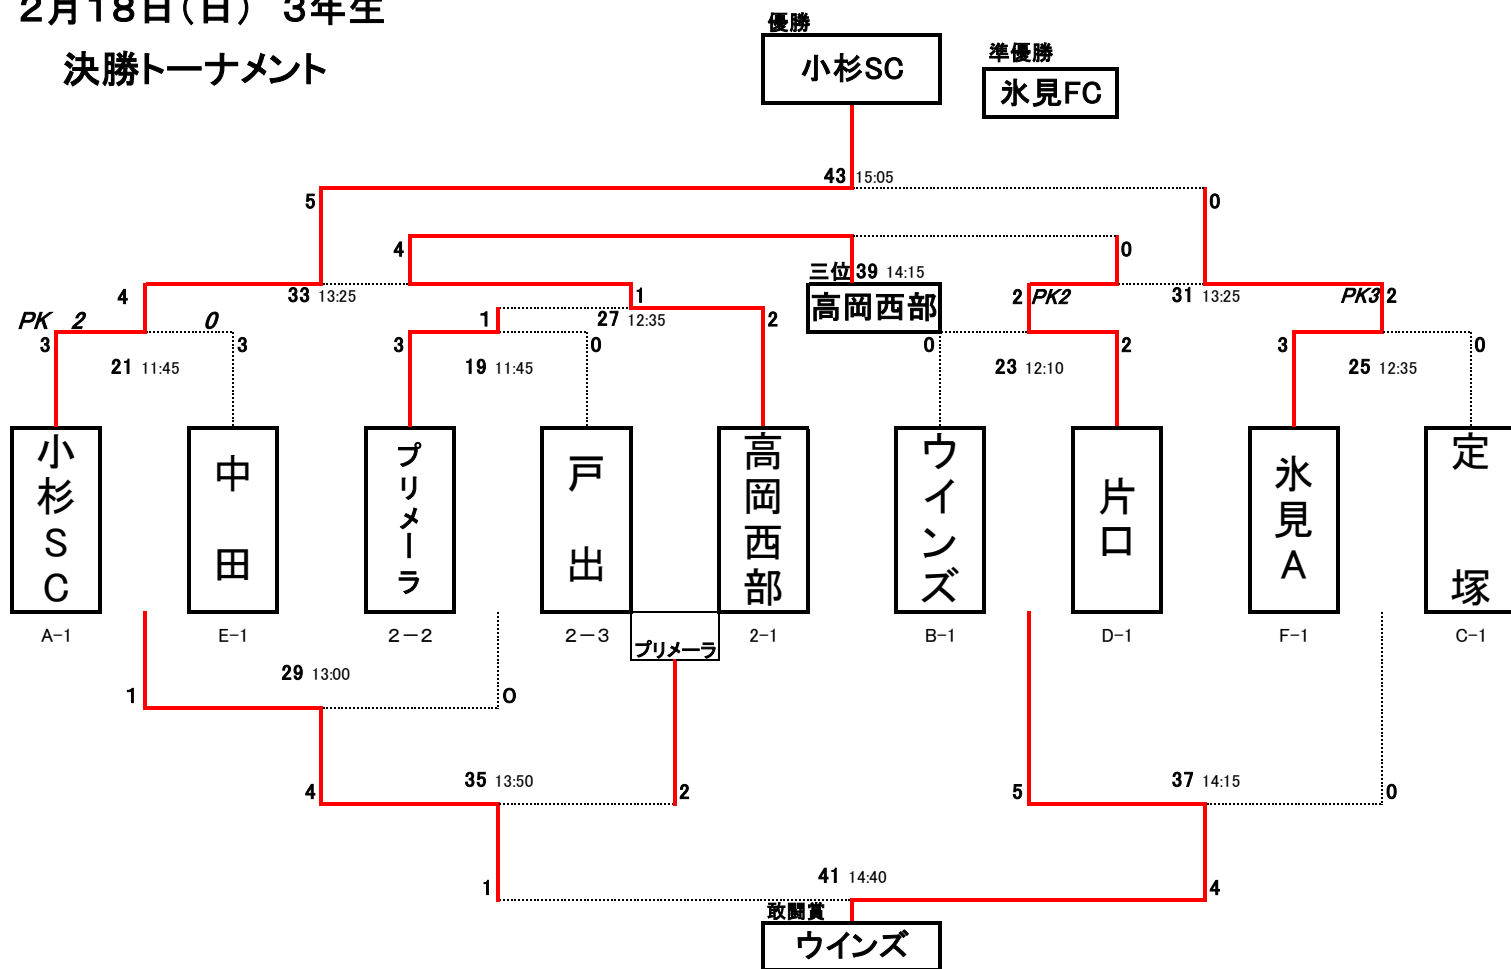 2月18日(日) 3年生
決勝トーナメント
優勝
小杉SC
準優勝
氷見FC
43 15:05
5
0
4
0
三位 39 14:15
高岡西部
4
33 13:25
1
2
PK2
31 13:25
PK3
2
PK 2
0
1
27 12:35
2
3
3
3
0
0
2
3
0
21 11:45
19 11:45
23 12:10
25 12:35
小杉SC
中田
プリメーラ
戸出
高岡西部
ウインズ
片口
氷見A
定塚
A-1
E-1
2-2
2-3
2-1
B-1
D-1
F-1
C-1
プリメーラ
29 13:00
1
0
35 13:50
4
2
37 14:15
5
0
41 14:40
1
4
敢闘賞
ウインズ